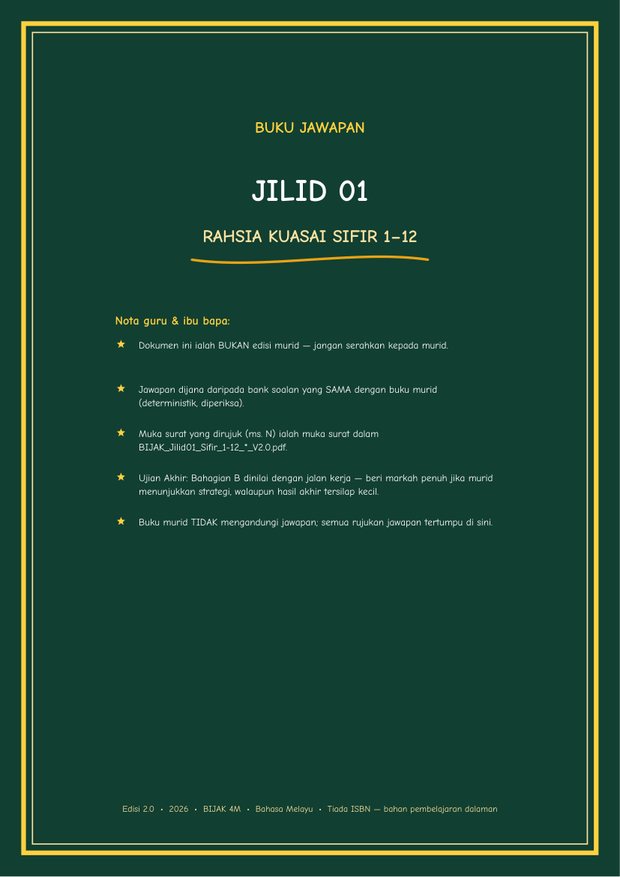 BUKU JAWAPAN
JILID 01
RAHSIA KUASAI SIFIR 1–12
Nota guru & ibu bapa:
Dokumen ini ialah BUKAN edisi murid — jangan serahkan kepada murid.
Jawapan dijana daripada bank soalan yang SAMA dengan buku murid
(deterministik, diperiksa).
Muka surat yang dirujuk (ms. N) ialah muka surat dalam
BIJAK_Jilid01_Sifir_1-12_*_V2.0.pdf.
Ujian Akhir: Bahagian B dinilai dengan jalan kerja — beri markah penuh jika murid
menunjukkan strategi, walaupun hasil akhir tersilap kecil.
Buku murid TIDAK mengandungi jawapan; semua rujukan jawapan tertumpu di sini.
Edisi 2.0 • 2026 • BIJAK 4M • Bahasa Melayu • Tiada ISBN — bahan pembelajaran dalaman